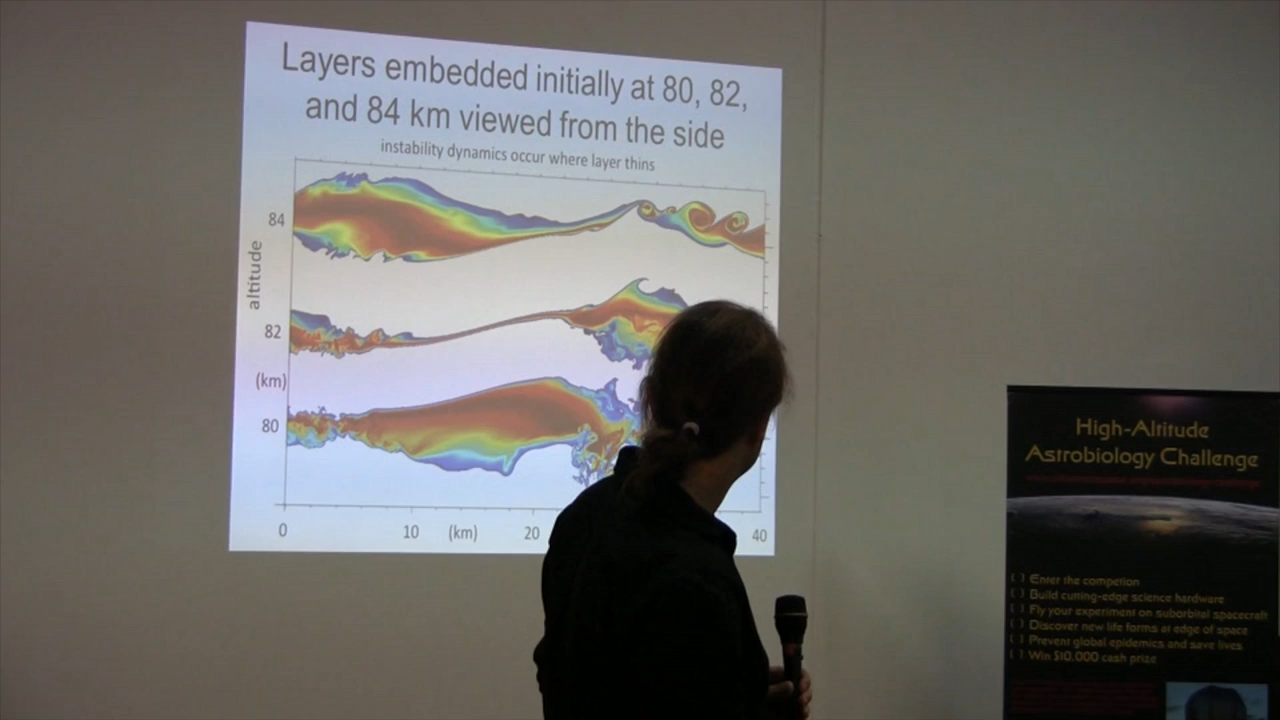 Layers embedded initially at 80, 82,
and 84 km viewed from the side
instability dynamics occur where layer thins
84
altitude
82
(km)
80
0
10
(km)
20
40
High-Altitude
Astrobiology Challenge
( ) Enter the competion
( ) Build cutting-edge science hardware
( ) Fly your experiment on suborbital spacecraft
( ) Discover new life forms at edge of space
( ) Prevent global epidemics and save lives
( ) Win $10,000 cash prize